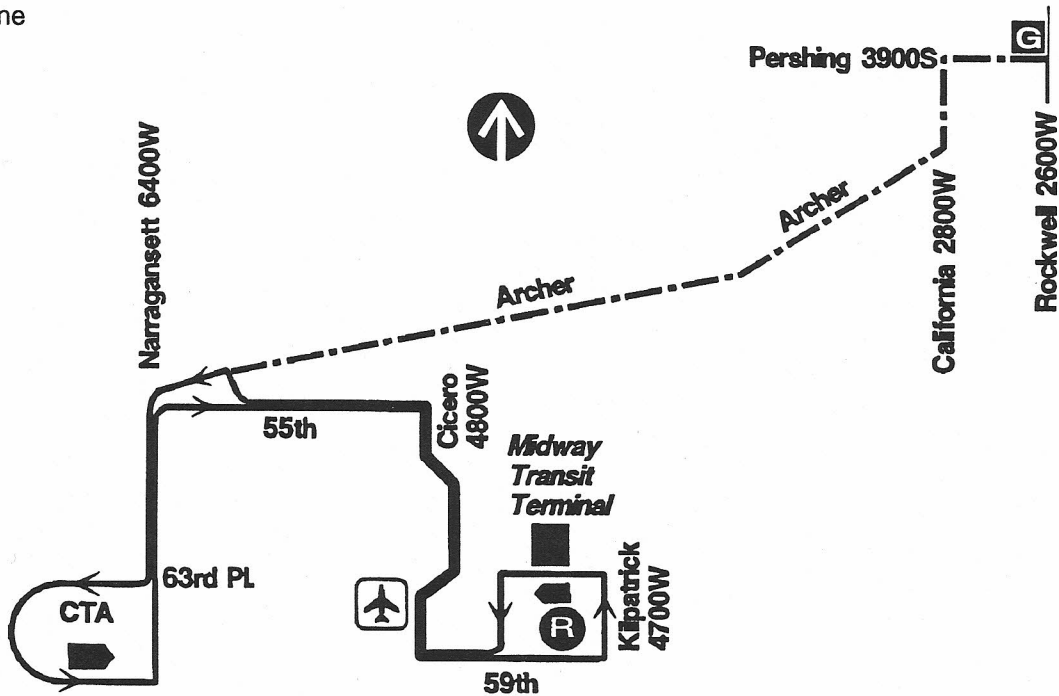 ne
G
Pershing 3900S
Narragansett 6400W
Archer
California 2800W
Rockwell 2600W
Archer
Cicero
4800W
55th
Midway
Transit
Terminal
63rd Pl.
CTA
Kilpatrick
4700W
R
59th